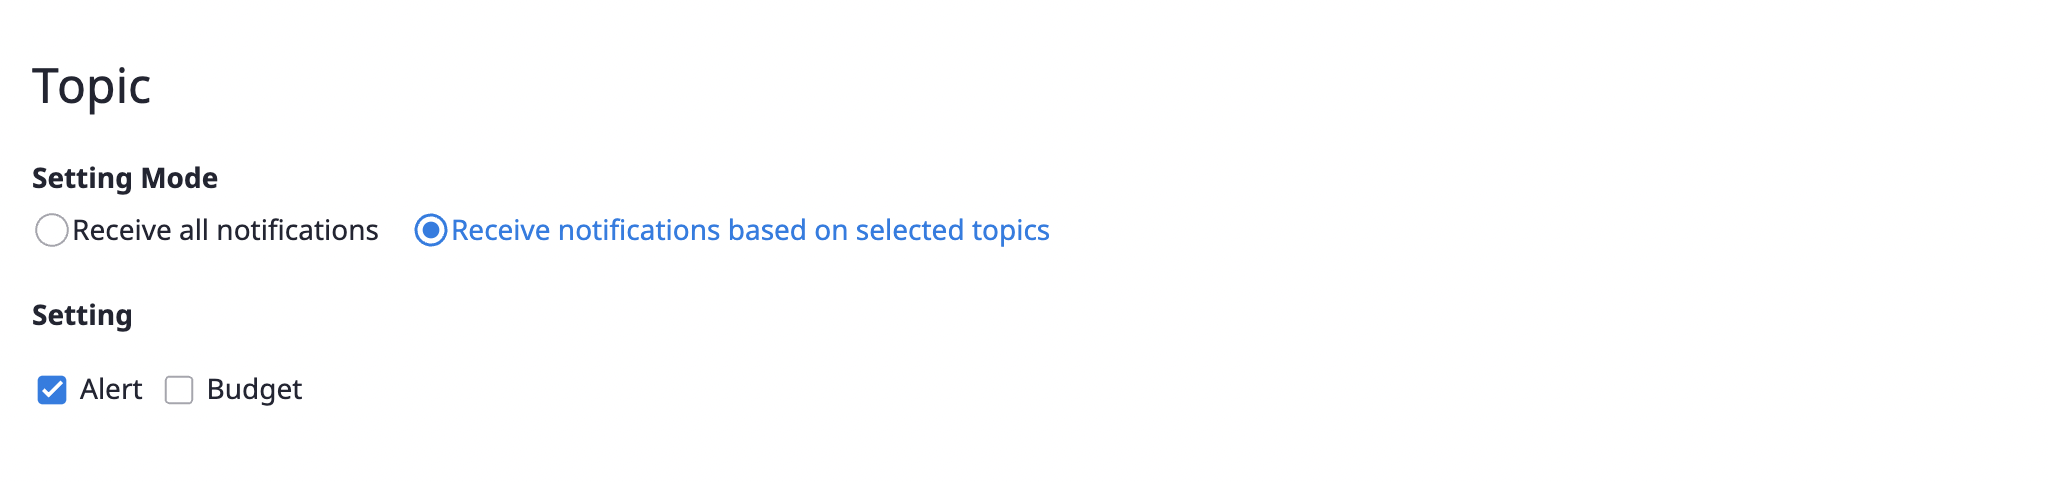 Topic
Setting Mode
Receive all notifications Receive notifications based on selected topics
Setting
Alert Budget